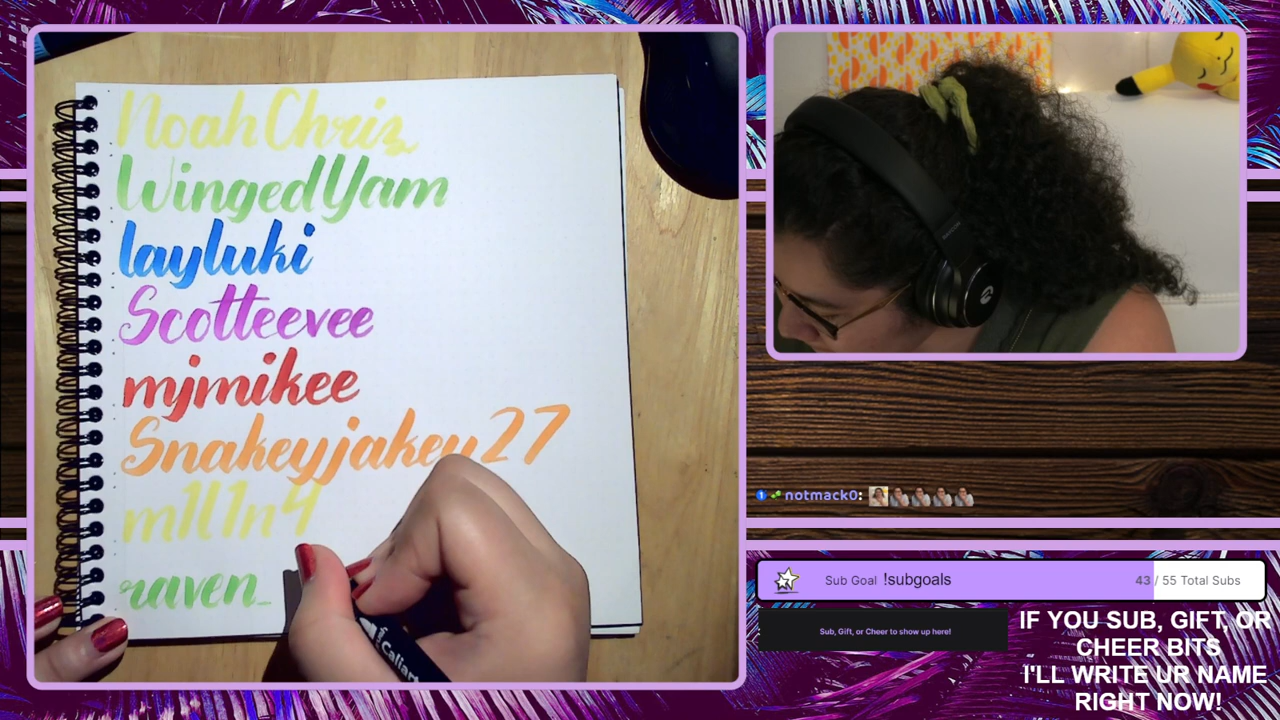 NoahChris
WingedYam
layluki
Scotteevee
mjmikee
Snakeyjakey27
m1l1n4
raven_
notmack0:
Sub Goal !subgoals
43 / 55 Total Subs
Sub, Gift, or Cheer to show up here!
IF YOU SUB, GIFT, OR
CHEER BITS
I'LL WRITE UR NAME
RIGHT NOW!